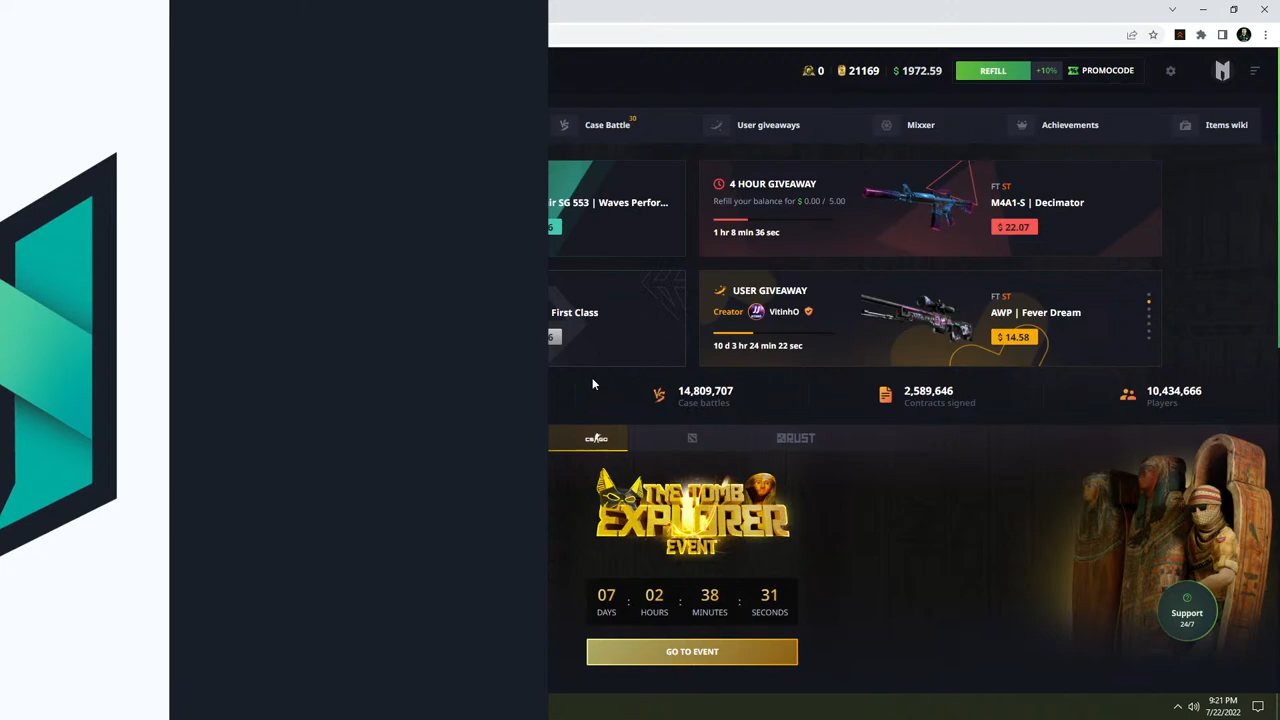 0 21169 $ 1972.59 REFILL +10% PROMOCODE
Case Battle 30 User giveaways Mixxer Achievements Items wiki
ir SG 553 | Waves Perfor...
6
4 HOUR GIVEAWAY
Refill your balance for $ 0.00 / 5.00
1 hr 8 min 36 sec
FT ST
M4A1-S | Decimator
$ 22.07
First Class
6
USER GIVEAWAY
Creator VitinhO
10 d 3 hr 24 min 22 sec
FT ST
AWP | Fever Dream
$ 14.58
14,809,707
Case battles
2,589,646
Contracts signed
10,434,666
Players
CS:GO RUST
THE TOMB
EXPLORER
EVENT
07 : 02 : 38 : 31
DAYS HOURS MINUTES SECONDS
GO TO EVENT
Support
24/7
9:21 PM
7/22/2022